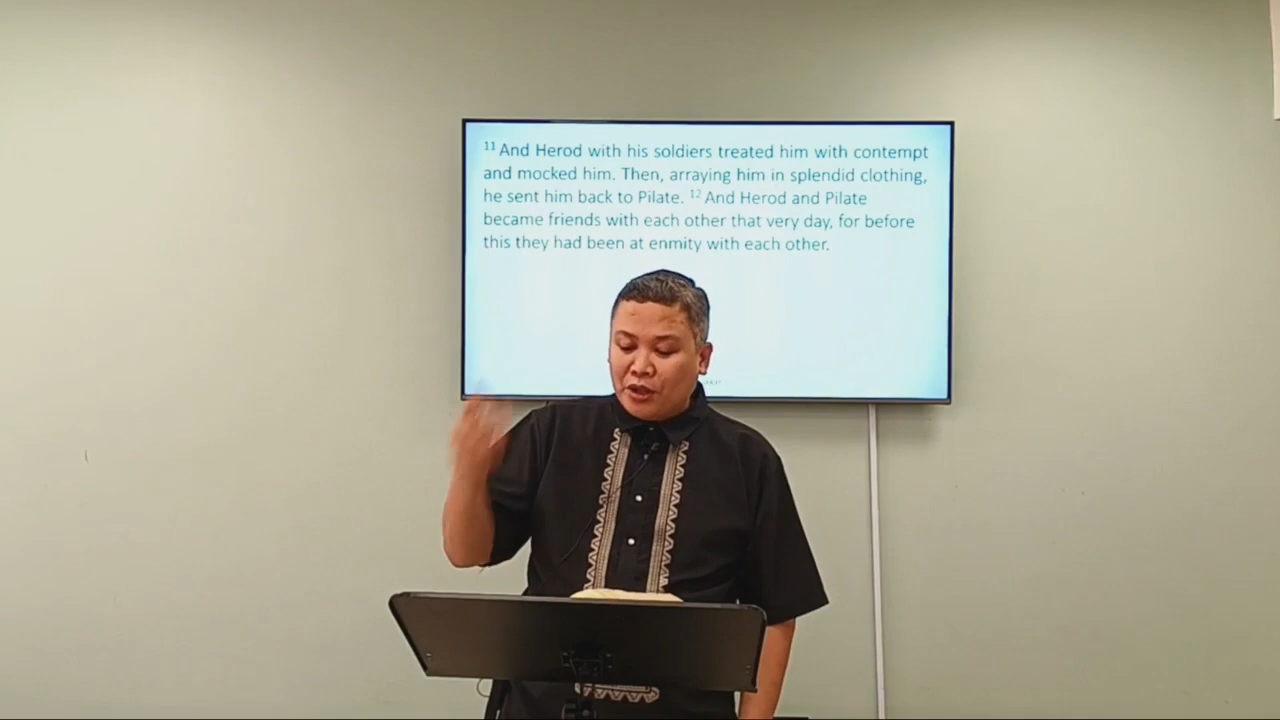 ¹¹ And Herod with his soldiers treated him with contempt
and mocked him. Then, arraying him in splendid clothing,
he sent him back to Pilate. ¹² And Herod and Pilate
became friends with each other that very day, for before
this they had been at enmity with each other.